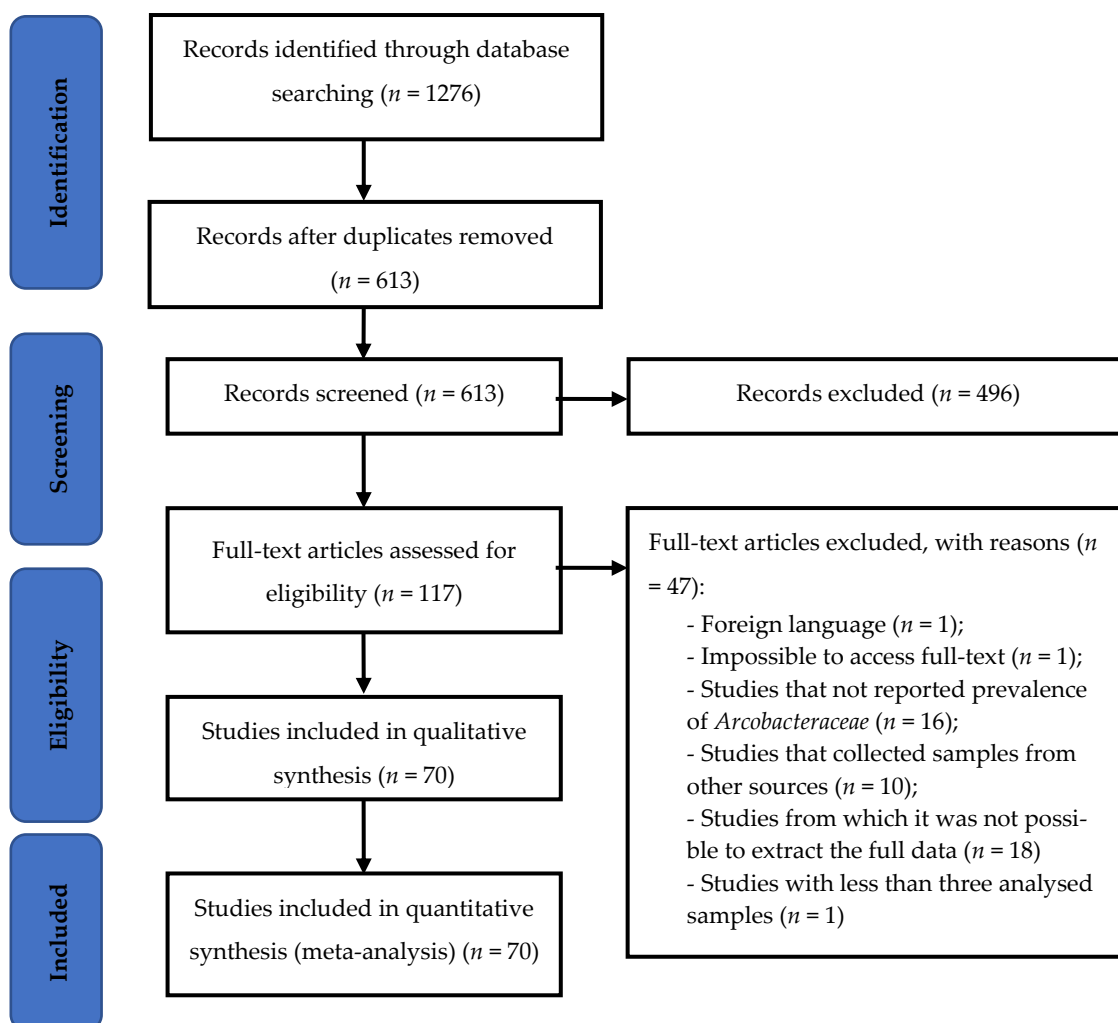 Identification
Records identified through database
searching (n = 1276)
Records after duplicates removed
(n = 613)
Screening
Records screened (n = 613)
Records excluded (n = 496)
Eligibility
Full-text articles assessed for
eligibility (n = 117)
Full-text articles excluded, with reasons (n
= 47):
- Foreign language (n = 1);
- Impossible to access full-text (n = 1);
- Studies that not reported prevalence
of Arcobacteraceae (n = 16);
- Studies that collected samples from
other sources (n = 10);
- Studies from which it was not possi-
ble to extract the full data (n = 18)
- Studies with less than three analysed
samples (n = 1)
Studies included in qualitative
synthesis (n = 70)
Included
Studies included in quantitative
synthesis (meta-analysis) (n = 70)